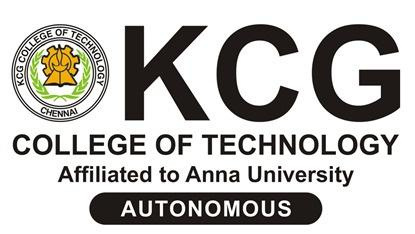 KCG COLLEGE OF TECHNOLOGY
CHENNAI
KCG
COLLEGE OF TECHNOLOGY
Affiliated to Anna University
AUTONOMOUS